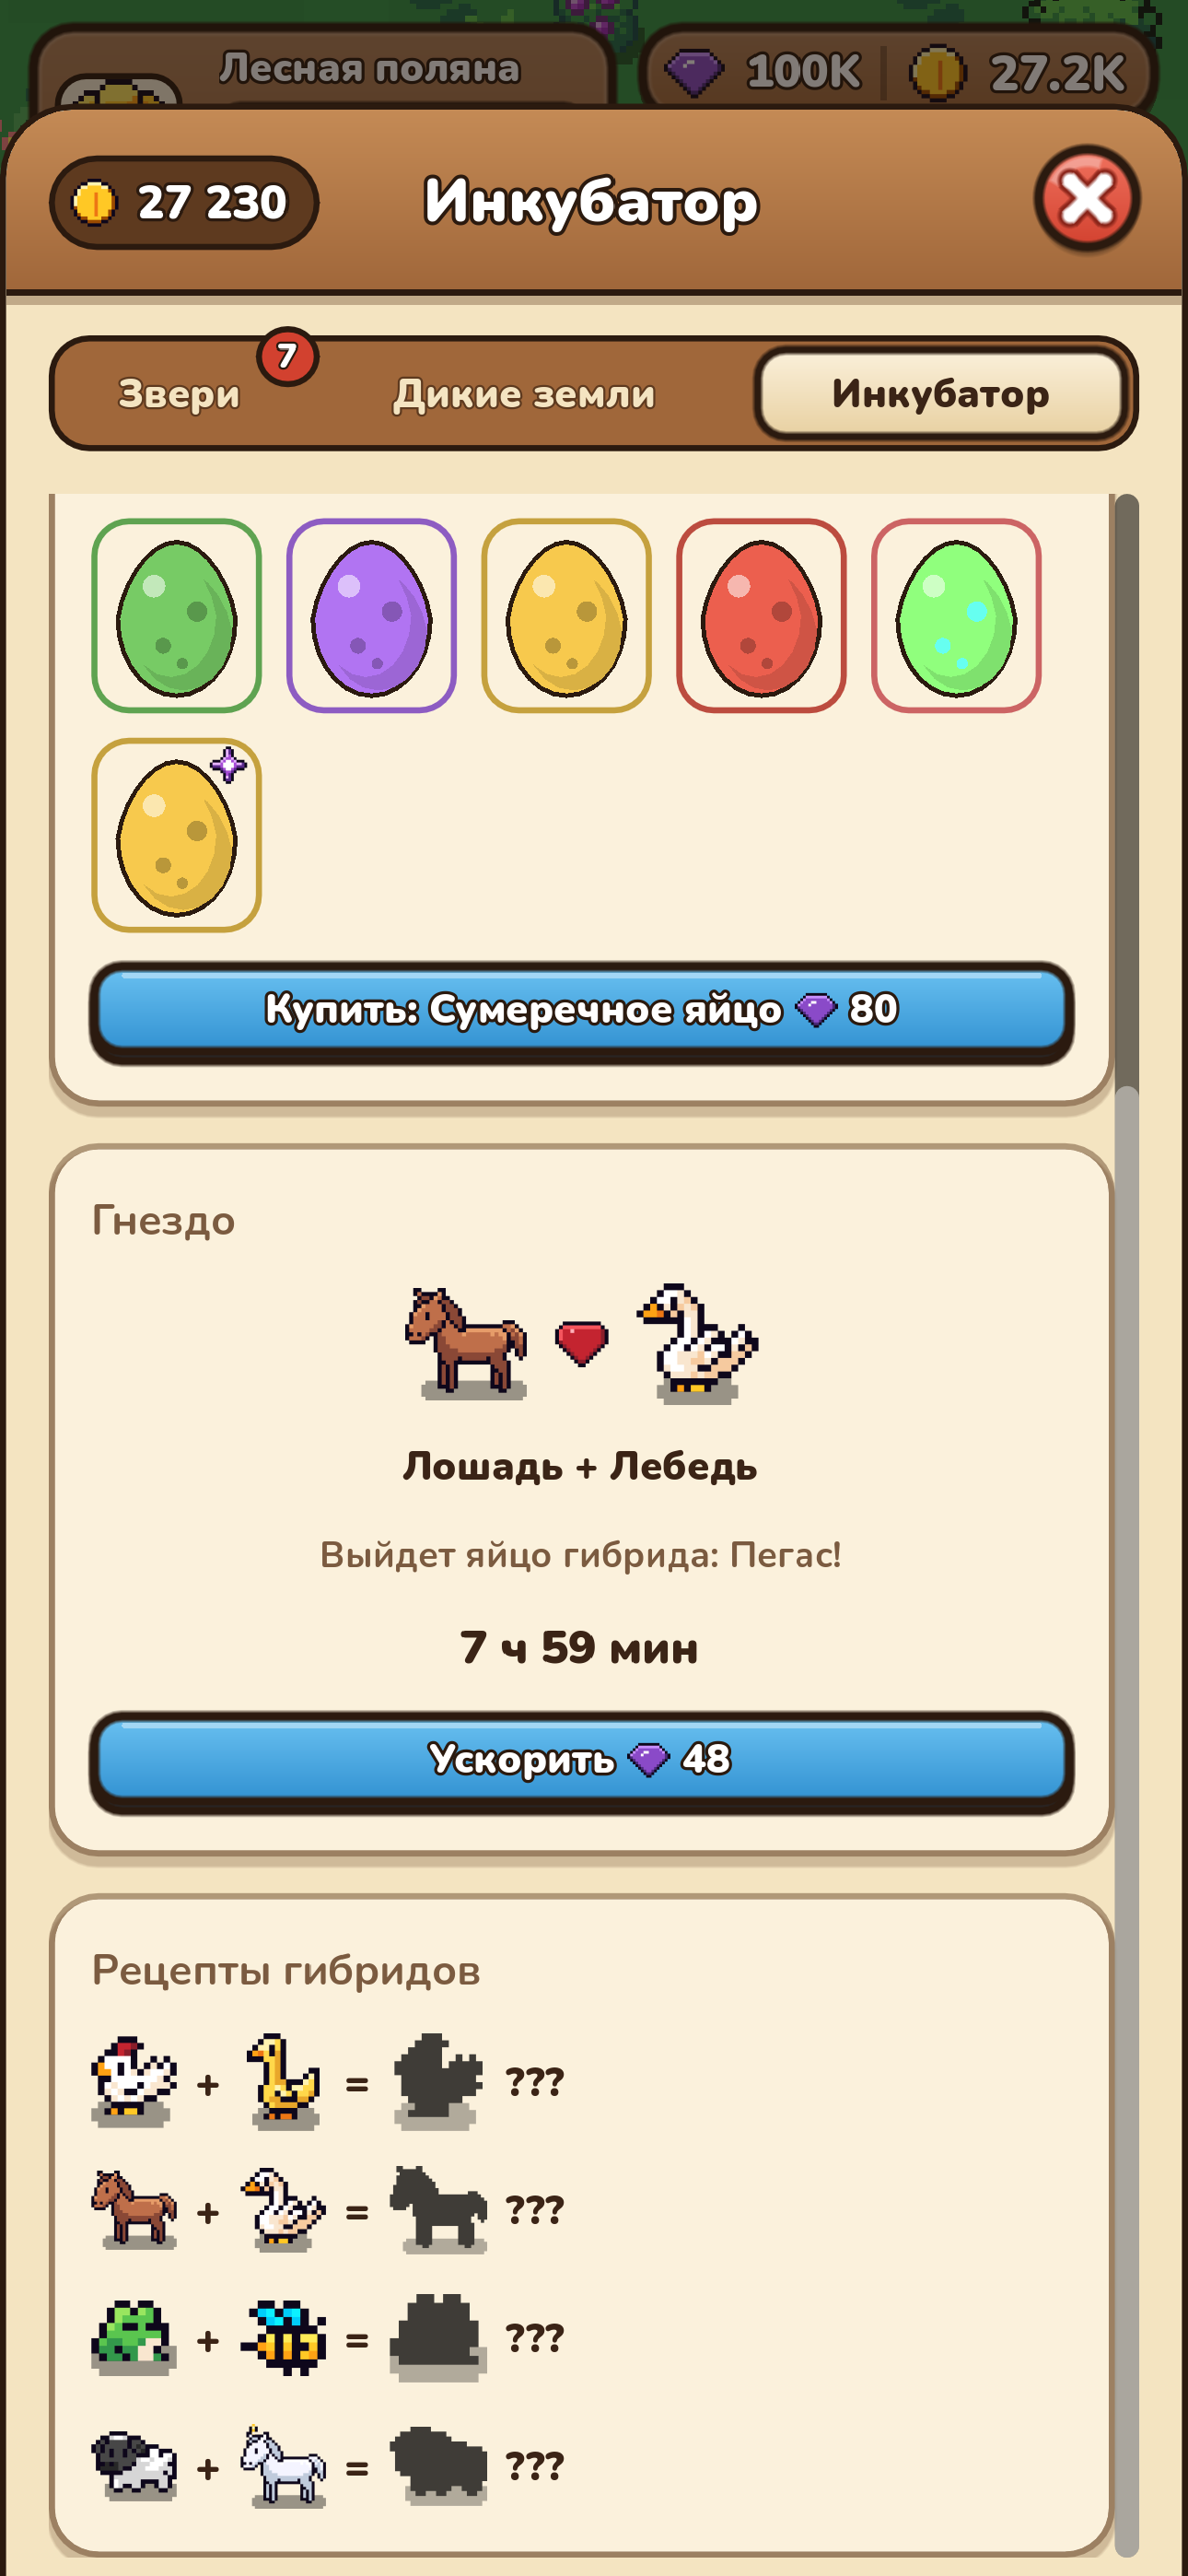 Лесная поляна
100K
27.2K
27 230
Инкубатор
7
Звери
Дикие земли
Инкубатор
Купить: Сумеречное яйцо 80
Гнездо
Лошадь + Лебедь
Выйдет яйцо гибрида: Пегас!
7 ч 59 мин
Ускорить 48
Рецепты гибридов
+ = ???
+ = ???
+ = ???
+ = ???